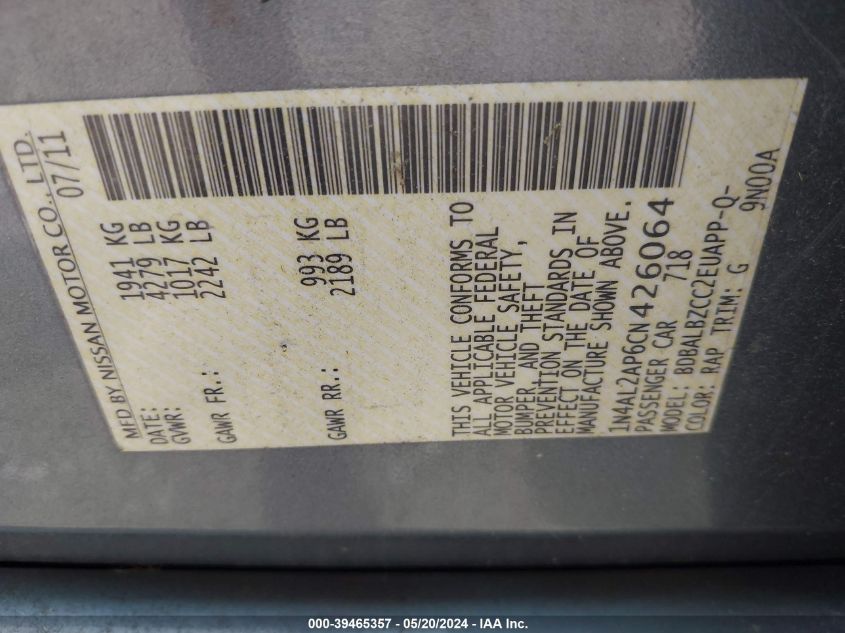 MFD.BY NISSAN MOTOR CO., LTD.
DATE: 07/11
GVWR: 1941 KG
4279 LB
GAWR FR.: 1017 KG
2242 LB
GAWR RR.: 993 KG
2189 LB
THIS VEHICLE CONFORMS TO
ALL APPLICABLE FEDERAL
MOTOR VEHICLE SAFETY,
BUMPER, AND THEFT
PREVENTION STANDARDS IN
EFFECT ON THE DATE OF
MANUFACTURE SHOWN ABOVE.
1N4AL2AP6CN426064
PASSENGER CAR 718
MODEL: BDBALBZCC2EUAPP-Q-
COLOR: RAP TRIM: G 9N00A
000-39465357 - 05/20/2024 - IAA Inc.